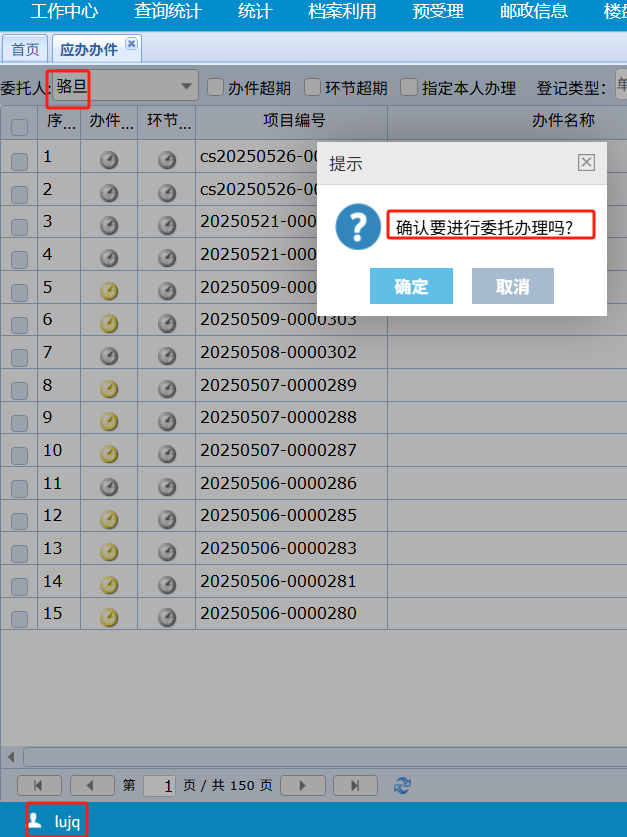 工作中心 查询统计 统计 档案利用 预受理 邮政信息 楼盘
首页 应办办件
委托人: 骆旦 办件超期 环节超期 指定本人办理 登记类型：
序... 办件... 环节... 项目编号 办件名称
1 cs20250526-00
2 cs20250526-00
3 20250521-000
4 20250521-000
5 20250509-000
6 20250509-0000303
7 20250508-0000302
8 20250507-0000289
9 20250507-0000288
10 20250507-0000287
11 20250506-0000286
12 20250506-0000285
13 20250506-0000283
14 20250506-0000281
15 20250506-0000280
提示
确认要进行委托办理吗?
确定 取消
第 1 页 / 共 150 页
lujq